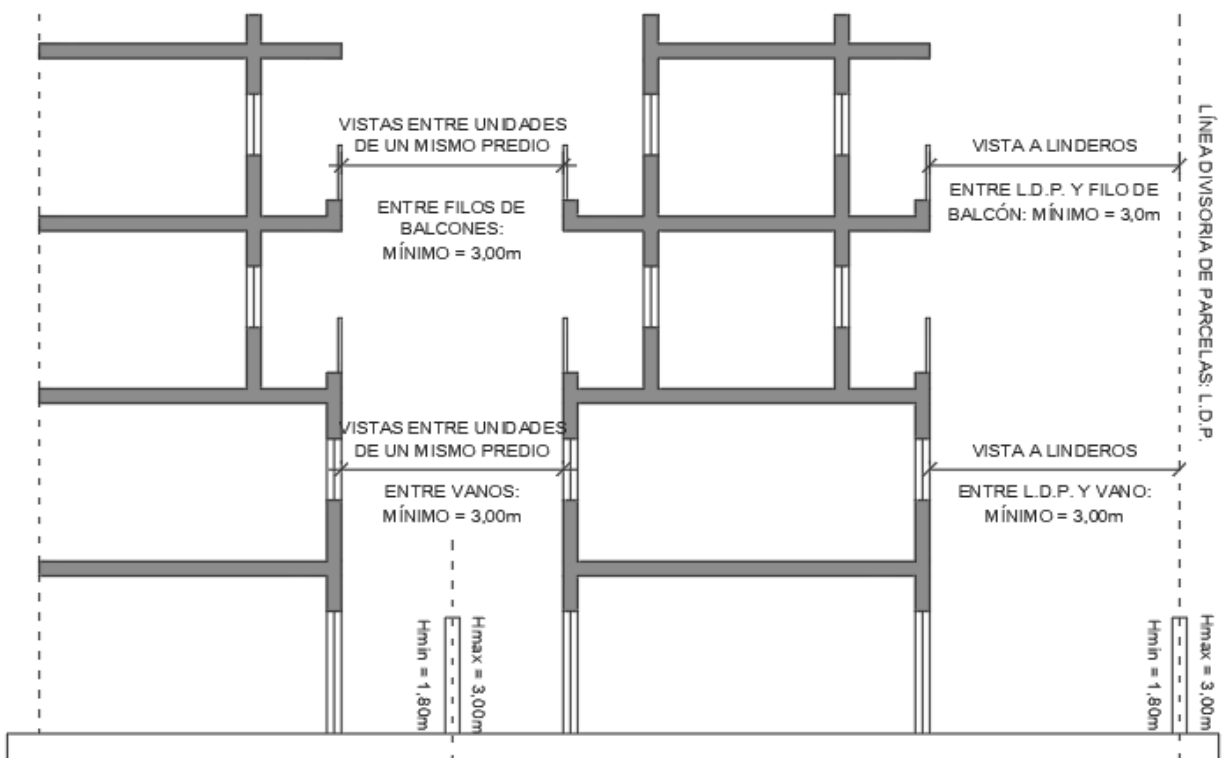 VISTAS ENTRE UNIDADES
DE UN MISMO PREDIO
ENTRE FILOS DE
BALCONES:
MÍNIMO = 3,00m
VISTA A LINDEROS
ENTRE L.D.P. Y FILO DE
BALCÓN: MÍNIMO = 3,0m
LÍNEA DIVISORIA DE PARCELAS: L.D.P.
VISTAS ENTRE UNIDADES
DE UN MISMO PREDIO
ENTRE VANOS:
MÍNIMO = 3,00m
VISTA A LINDEROS
ENTRE L.D.P. Y VANO:
MÍNIMO = 3,00m
Hmin = 1,80m
Hmax = 3,00m
Hmin = 1,80m
Hmax = 3,00m